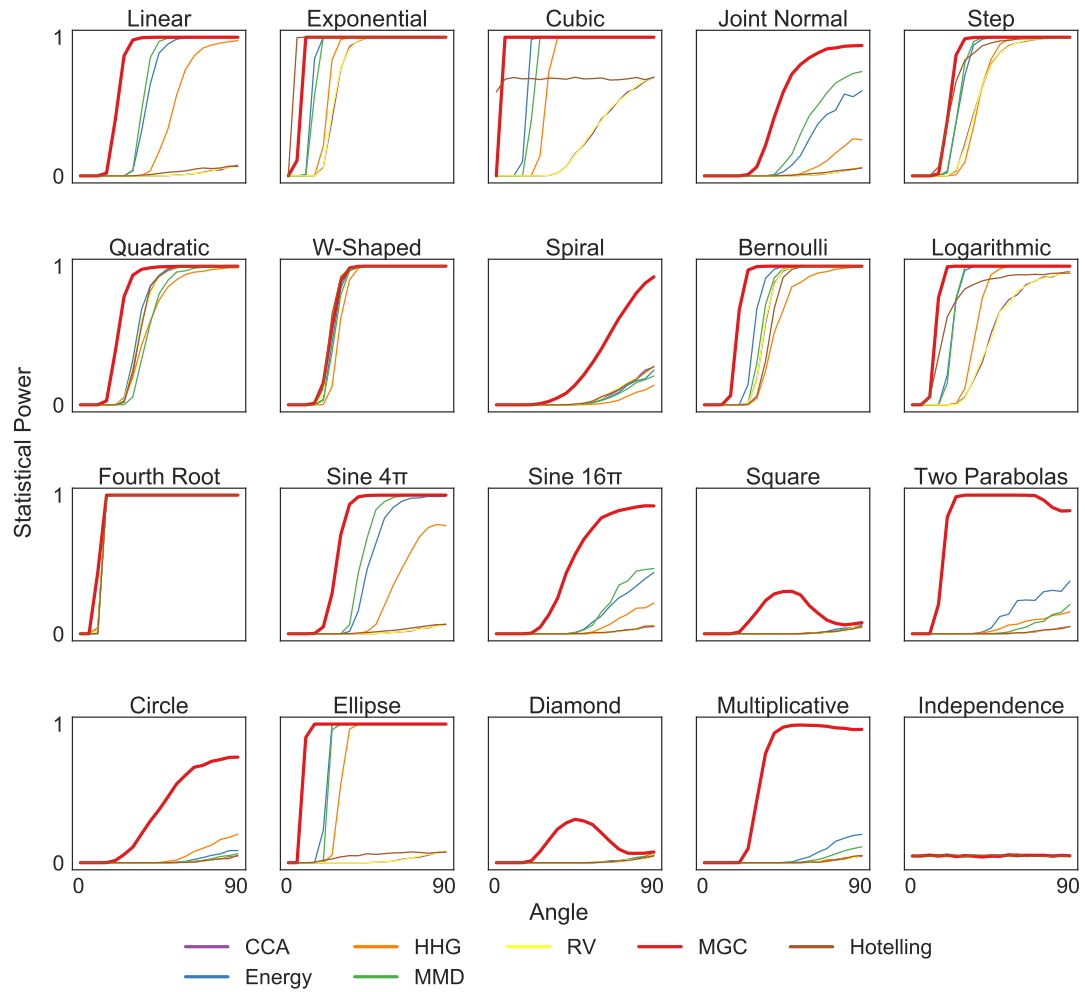 Linear Exponential Cubic Joint Normal Step
1
0
Quadratic W-Shaped Spiral Bernoulli Logarithmic
1
0
Statistical Power
Fourth Root Sine 4π Sine 16π Square Two Parabolas
1
0
Circle Ellipse Diamond Multiplicative Independence
1
0
0 90 0 90 0 90 0 90 0 90
Angle
CCA HHG RV MGC Hotelling
Energy MMD